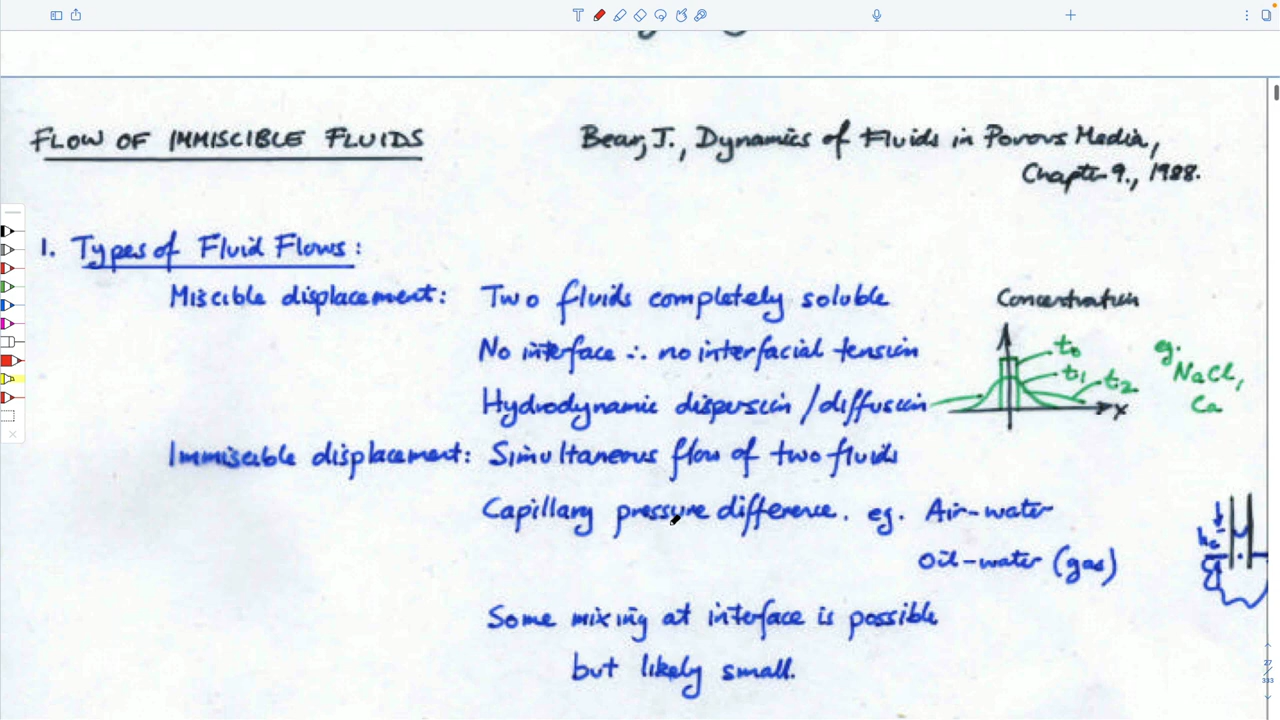 FLOW OF IMMISCIBLE FLUIDS
Bear, J., Dynamics of Fluids in Porous Media,
Chapter 9., 1988.
1. Types of Fluid Flows:
Miscible displacement: Two fluids completely soluble
No interface ∴ no interfacial tension
Hydrodynamic dispersion / diffusion
Concentration
t₀
t₁
t₂
x
eg.
NaCl,
Ca
Immiscible displacement: Simultaneous flow of two fluids
Capillary pressure difference. eg. Air-water
Oil-water (gas)
hc
Some mixing at interface is possible
but likely small.
27
333